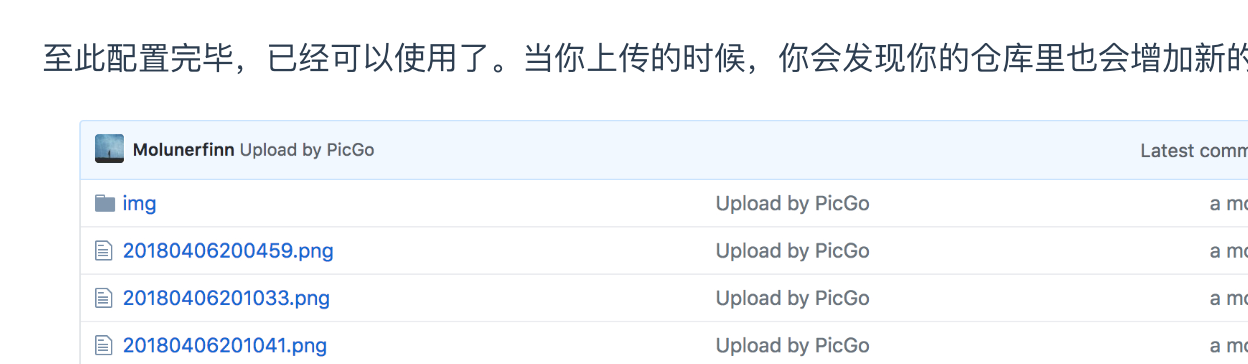 至此配置完毕，已经可以使用了。当你上传的时候，你会发现你的仓库里也会增加新的
Molunerfinn Upload by PicGo Latest comm
img Upload by PicGo a mo
20180406200459.png Upload by PicGo a mo
20180406201033.png Upload by PicGo a mo
20180406201041.png Upload by PicGo a mo